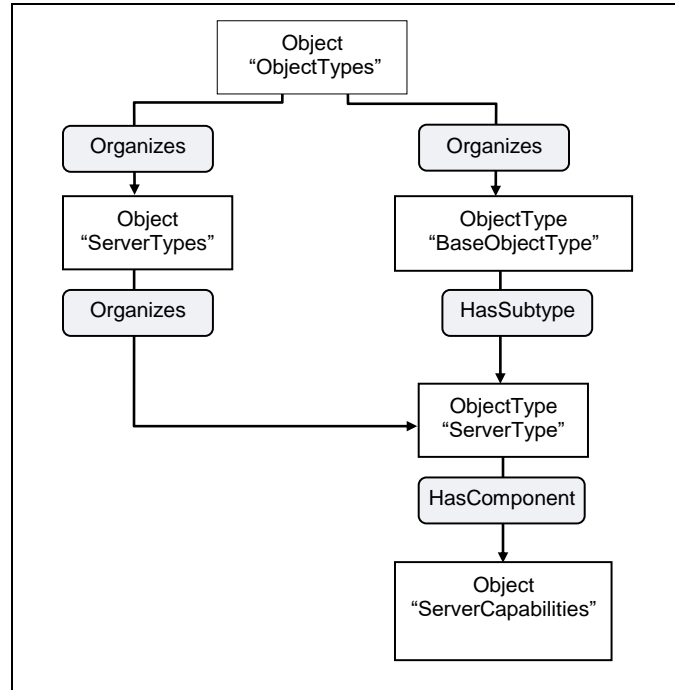 Object
“ObjectTypes”
Organizes
Organizes
Object
“ServerTypes”
ObjectType
“BaseObjectType”
Organizes
HasSubtype
ObjectType
“ServerType”
HasComponent
Object
“ServerCapabilities”